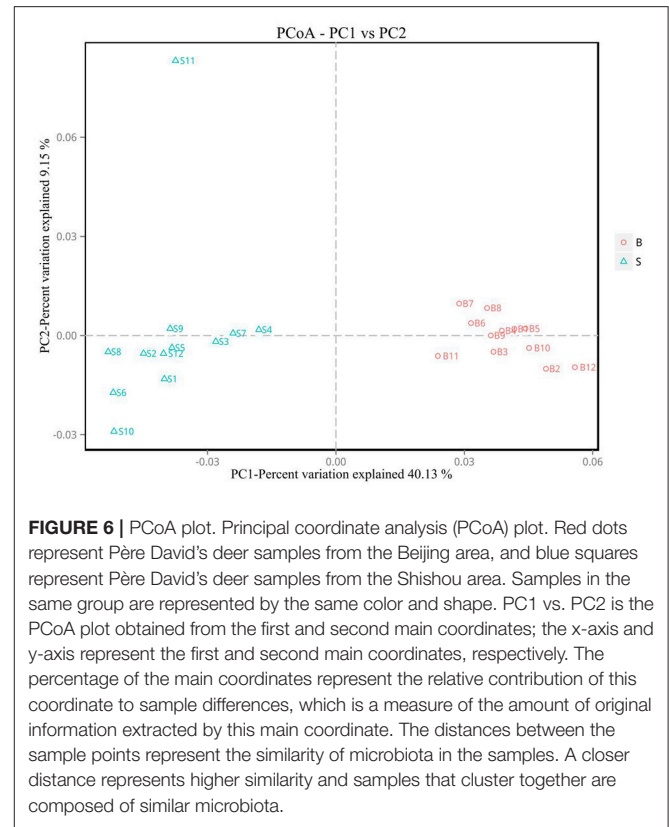 PCoA - PC1 vs PC2
S11
0.06
PC2-Percent variation explained 9.15 %
0.03
B
S
B7
B8
B6
S9
S7
S4
B4
B5
0.00
B9
S5
S3
S8
S2
S12
B3
B10
B11
S1
B2
B12
S6
S10
-0.03
-0.03
0.00
0.03
0.06
PC1-Percent variation explained 40.13 %
FIGURE 6 | PCoA plot. Principal coordinate analysis (PCoA) plot. Red dots
represent Père David's deer samples from the Beijing area, and blue squares
represent Père David's deer samples from the Shishou area. Samples in the
same group are represented by the same color and shape. PC1 vs. PC2 is the
PCoA plot obtained from the first and second main coordinates; the x-axis and
y-axis represent the first and second main coordinates, respectively. The
percentage of the main coordinates represent the relative contribution of this
coordinate to sample differences, which is a measure of the amount of original
information extracted by this main coordinate. The distances between the
sample points represent the similarity of microbiota in the samples. A closer
distance represents higher similarity and samples that cluster together are
composed of similar microbiota.